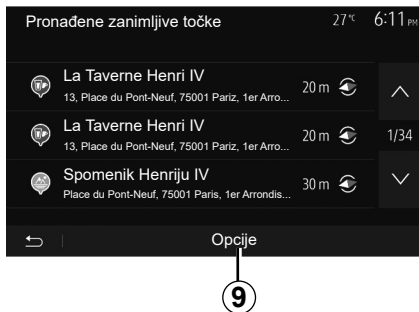 Pronađene zanimljive točke 27 °C 6:11 PM
La Taverne Henri IV
13, Place du Pont-Neuf, 75001 Pariz, 1er Arro... 20 m
La Taverne Henri IV
13, Place du Pont-Neuf, 75001 Pariz, 1er Arro... 20 m
1/34
Spomenik Henriju IV
Place du Pont-Neuf, 75001 Paris, 1er Arrondis... 30 m
Opcije
9